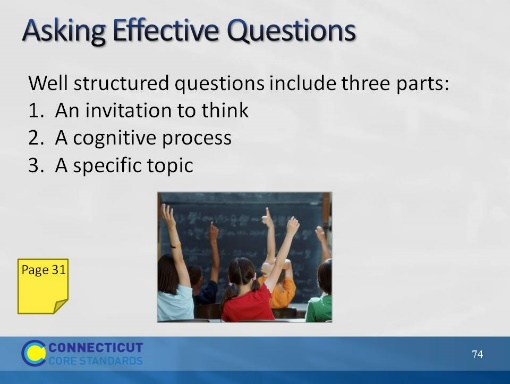 Asking Effective Questions
Well structured questions include three parts:
1. An invitation to think
2. A cognitive process
3. A specific topic
Page 31
CONNECTICUT
CORE STANDARDS
74